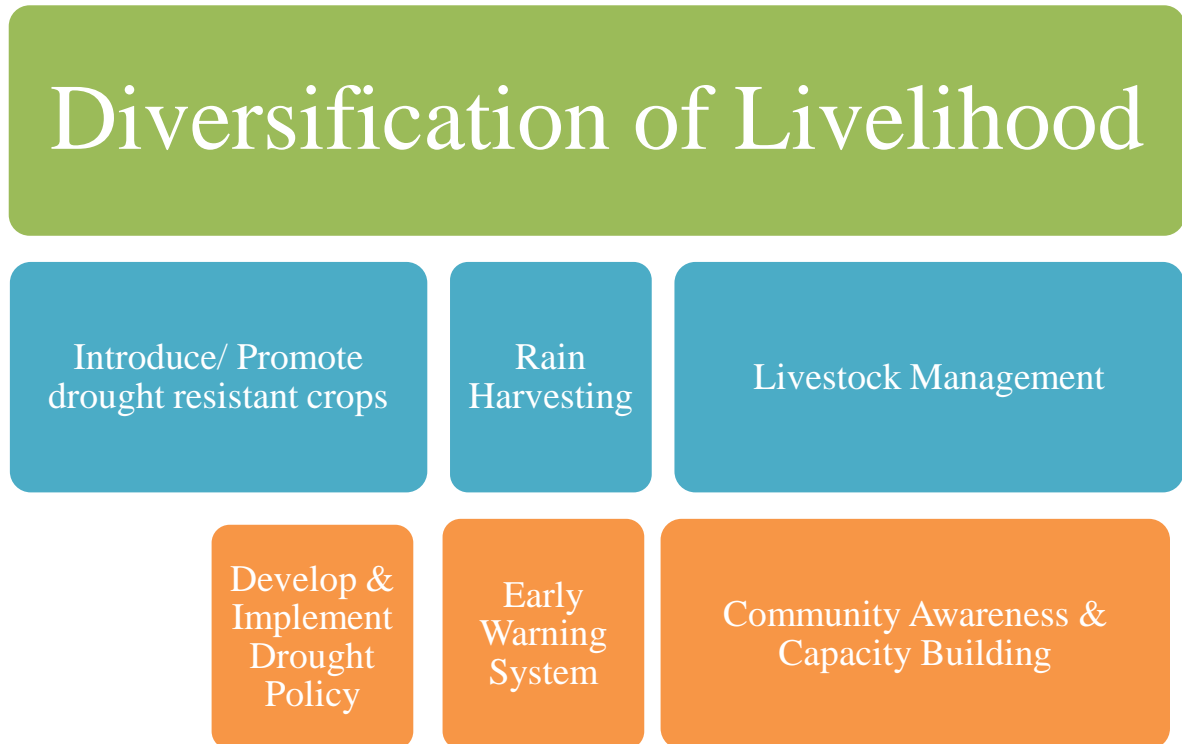 Diversification of Livelihood
Introduce/ Promote
drought resistant crops
Rain
Harvesting
Livestock Management
Develop &
Implement
Drought
Policy
Early
Warning
System
Community Awareness &
Capacity Building